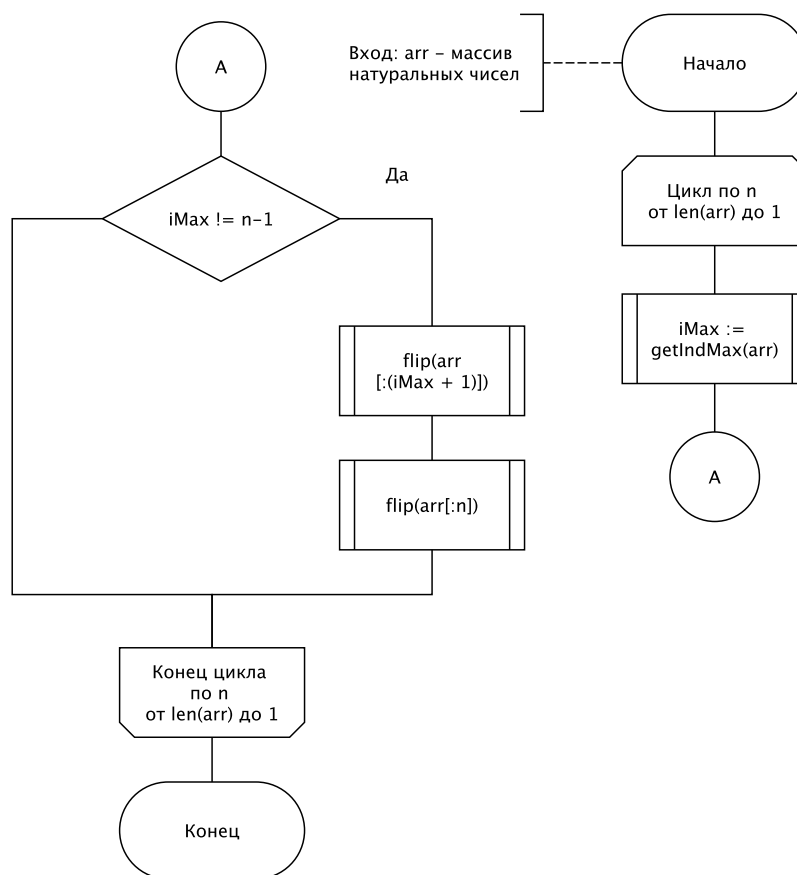 Вход: arr – массив
натуральных чисел
Начало
Цикл по n
от len(arr) до 1
iMax :=
getIndMax(arr)
A
A
iMax != n-1
Да
flip(arr
[:(iMax + 1)])
flip(arr[:n])
Конец цикла
по n
от len(arr) до 1
Конец